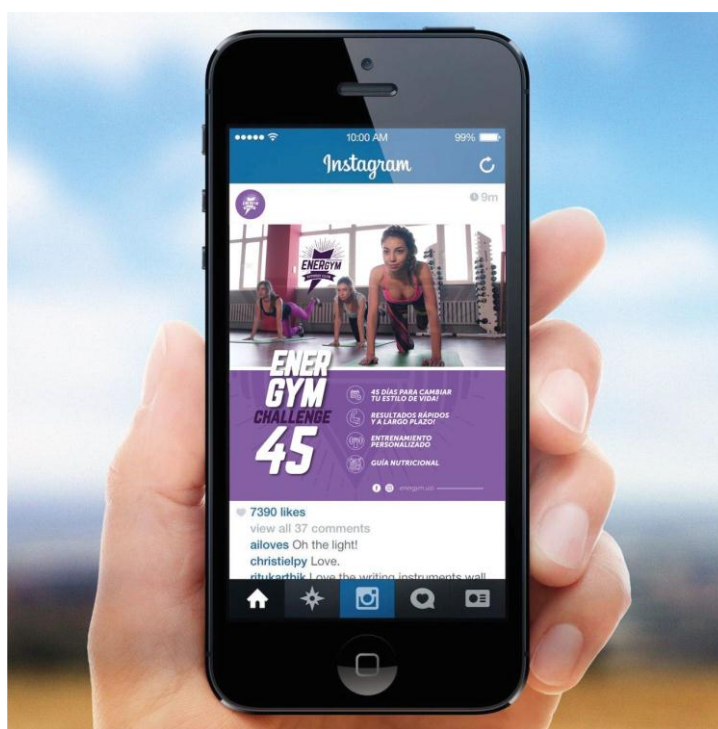 10:00 AM
99%
Instagram
9m
ENERGYM
FITNESS CLUB
ENER
GYM
CHALLENGE
45
45 DÍAS PARA CAMBIAR
TU ESTILO DE VIDA!
RESULTADOS RÁPIDOS
Y A LARGO PLAZO!
ENTRENAMIENTO
PERSONALIZADO
GUÍA NUTRICIONAL
7390 likes
view all 37 comments
ailoves Oh the light!
christielpy Love.
ritukarthik Love the writing instruments wall